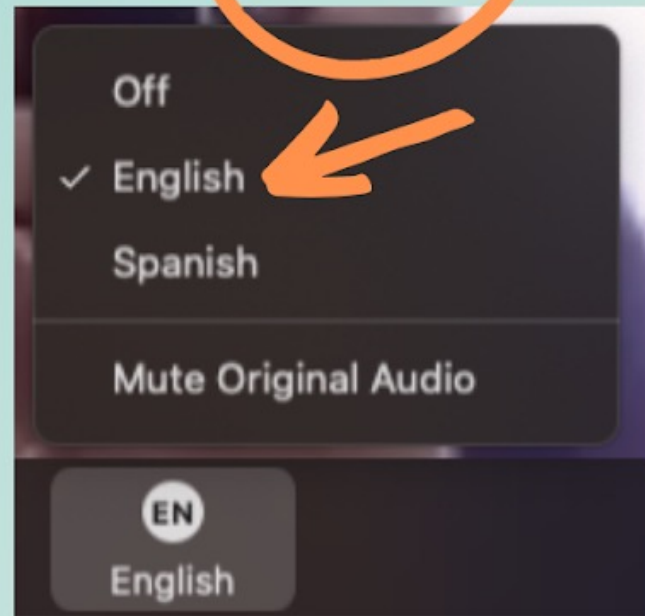 Off
✓ English
Spanish
Mute Original Audio
EN
English